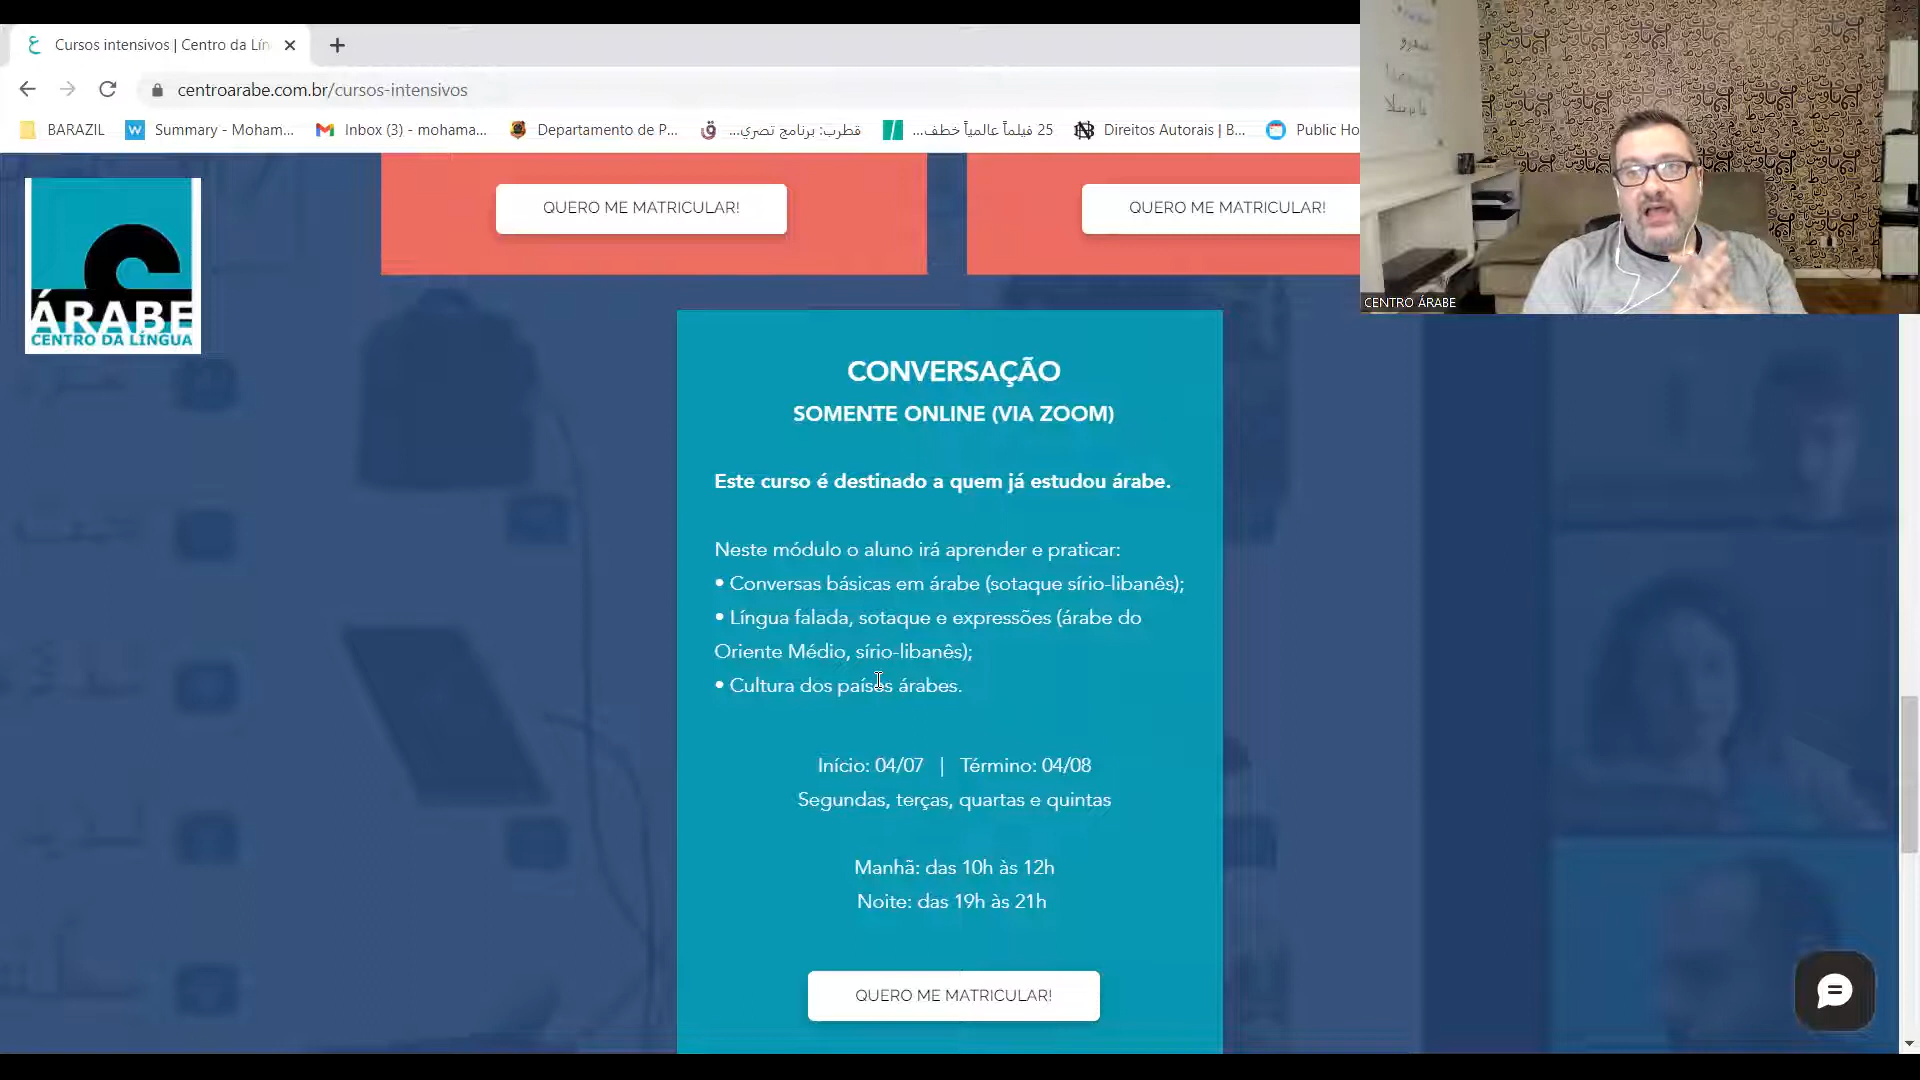 Cursos intensivos | Centro da Lín
centroarabe.com.br/cursos-intensivos
BARAZIL
Summary - Moham...
Inbox (3) - mohama...
Departamento de P...
قطرب: برنامج تصري...
25 فيلماً عالمياً خطف...
Direitos Autorais | B...
Public Ho
QUERO ME MATRICULAR!
QUERO ME MATRICULAR!
ÁRABE
CENTRO DA LÍNGUA
CENTRO ÁRABE
CONVERSAÇÃO
SOMENTE ONLINE (VIA ZOOM)
Este curso é destinado a quem já estudou árabe.
Neste módulo o aluno irá aprender e praticar:
• Conversas básicas em árabe (sotaque sírio-libanês);
• Língua falada, sotaque e expressões (árabe do
Oriente Médio, sírio-libanês);
• Cultura dos países árabes.
Início: 04/07 | Término: 04/08
Segundas, terças, quartas e quintas
Manhã: das 10h às 12h
Noite: das 19h às 21h
QUERO ME MATRICULAR!